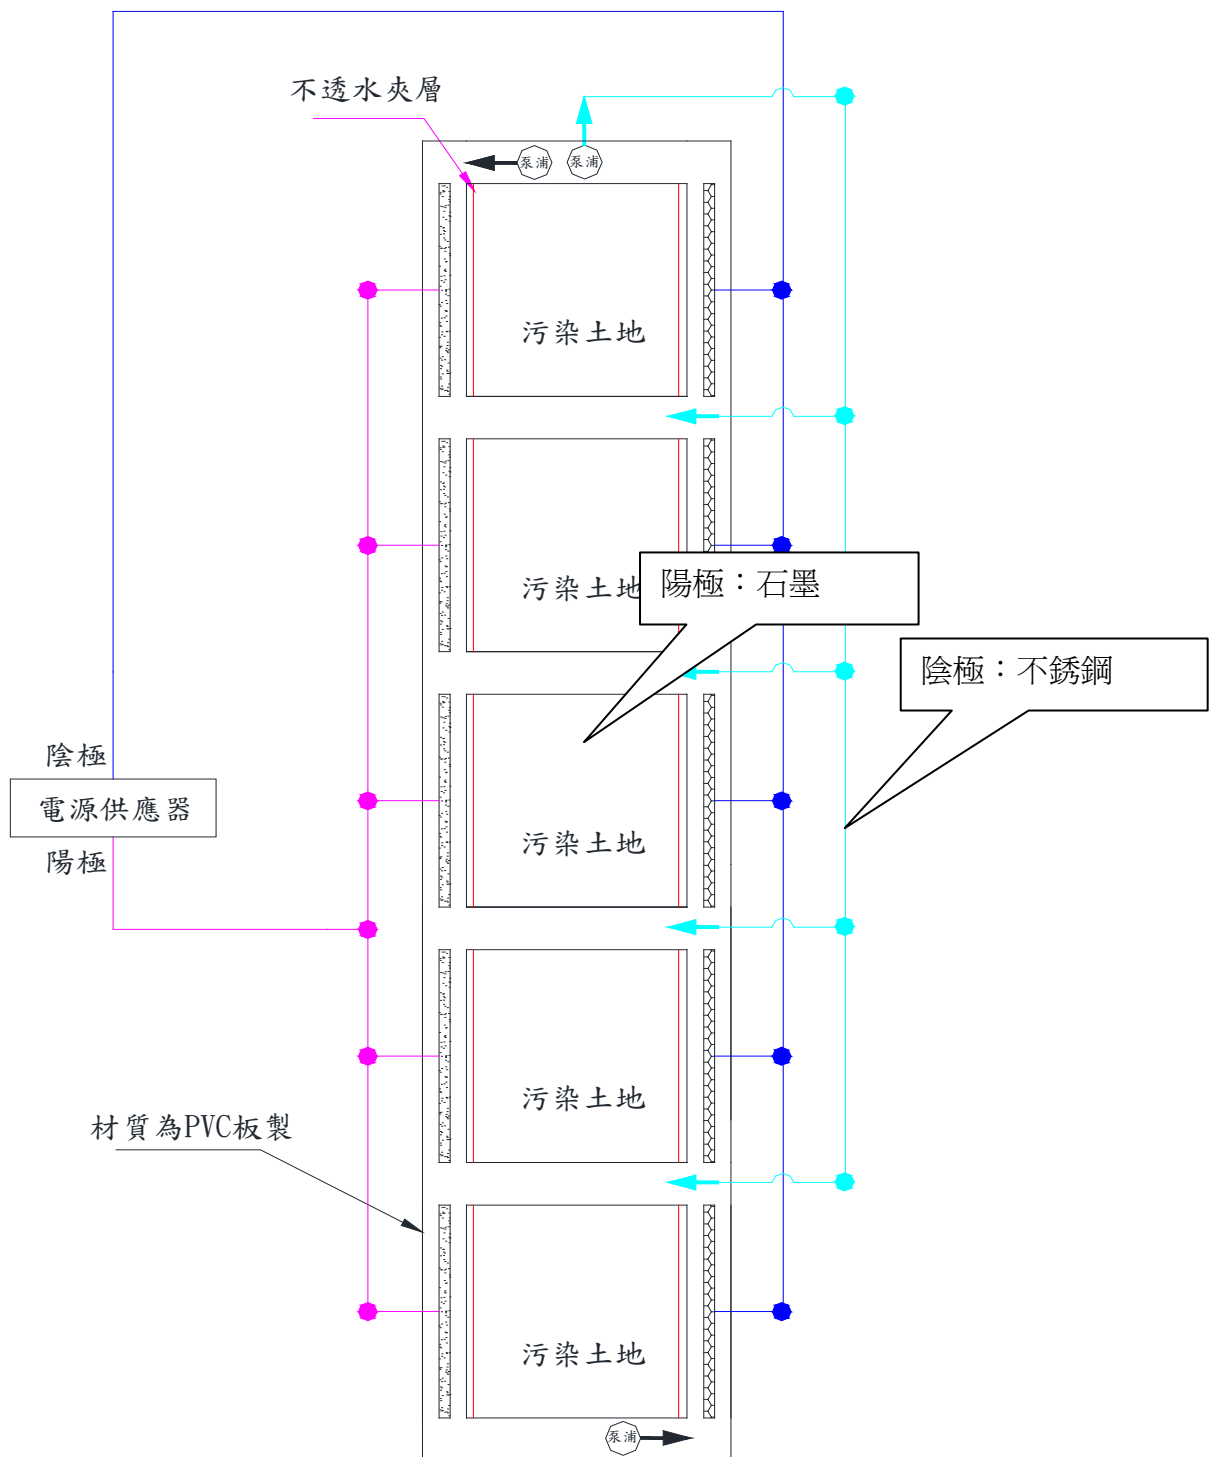 不透水夾層
泵浦
泵浦
污染土地
污染土地
陽極：石墨
陰極：不銹鋼
陰極
電源供應器
陽極
污染土地
污染土地
材質為PVC板製
污染土地
泵浦